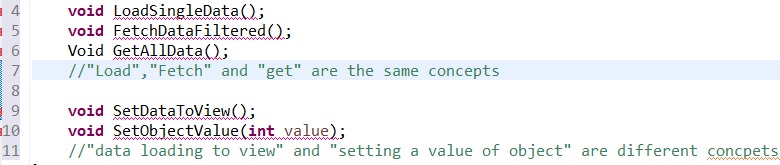 4 void LoadSingleData();
5 void FetchDataFiltered();
6 Void GetAllData();
7 //"Load","Fetch" and "get" are the same concepts
8
9 void SetDataToView();
10 void SetObjectValue(int value);
11 //"data loading to view" and "setting a value of object" are different concpets